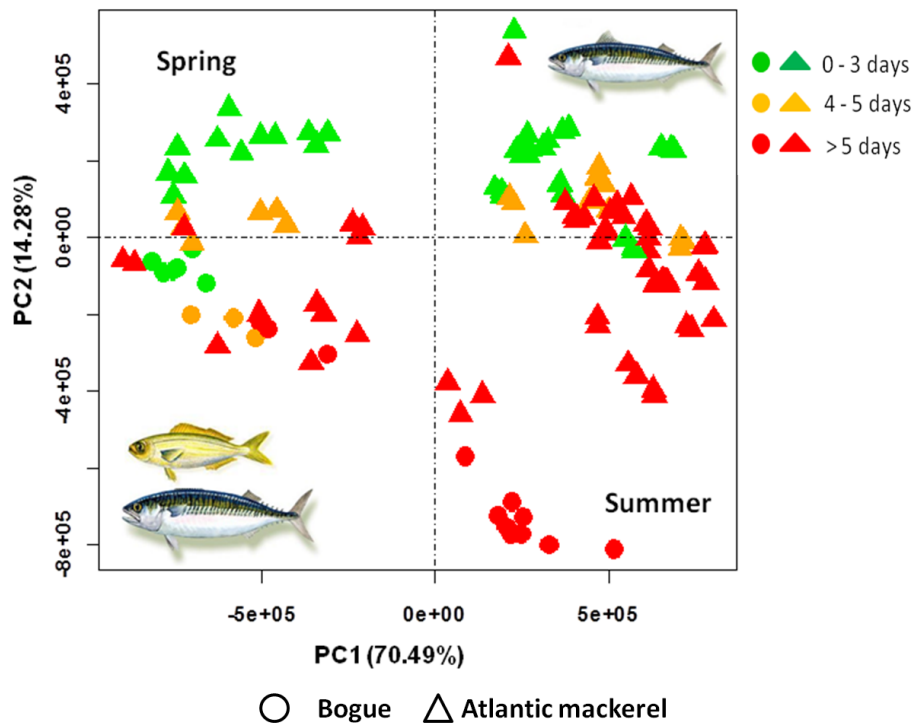 Spring
0 - 3 days
4 - 5 days
>5 days
4e+05
0e+00
-4e+05
-8e+05
PC2 (14.28%)
Summer
-5e+05 0e+00 5e+05
PC1 (70.49%)
Bogue Atlantic mackerel